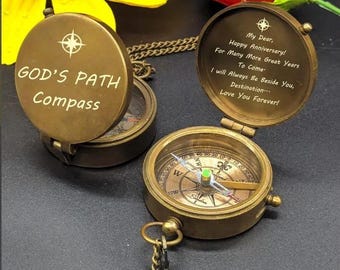 GOD'S PATH
Compass
My Dear,
Happy Anniversary!
For Many More Great Years
To Come-
I will Always Be Beside You,
Destination...
Love You Forever!